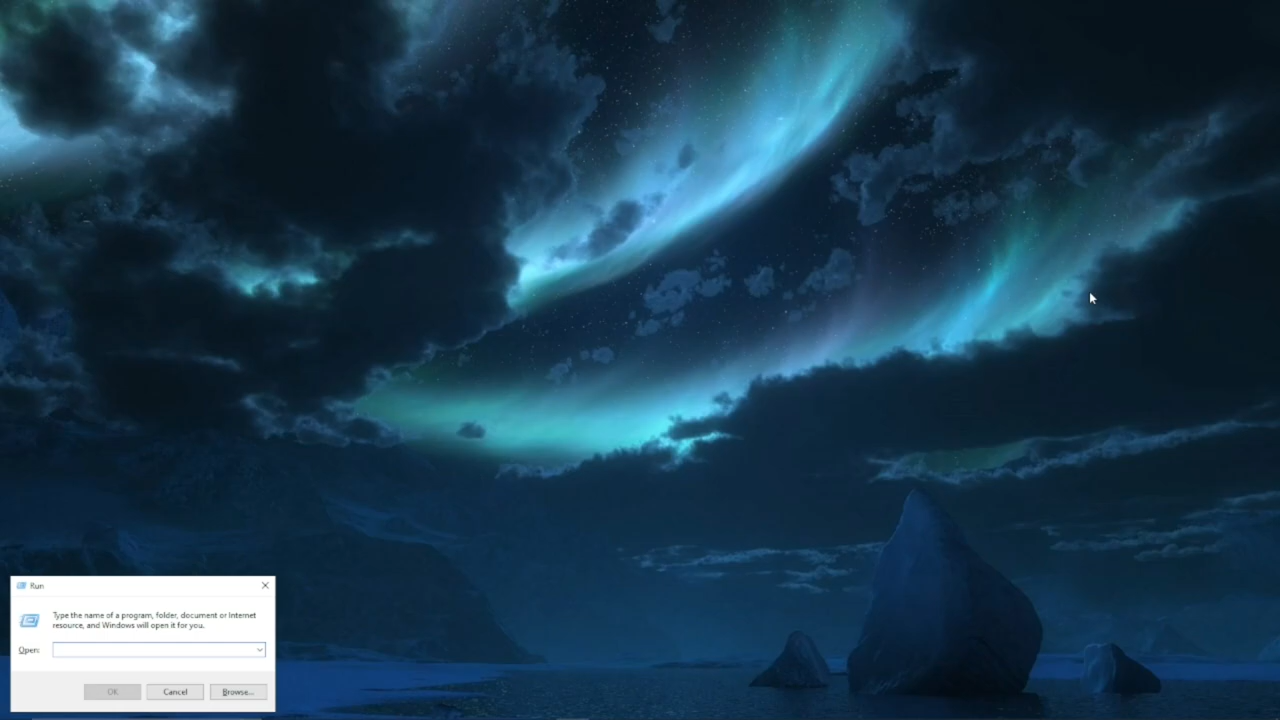 Run
Type the name of a program, folder, document or Internet
resource, and Windows will open it for you.
Open:
OK
Cancel
Browse...